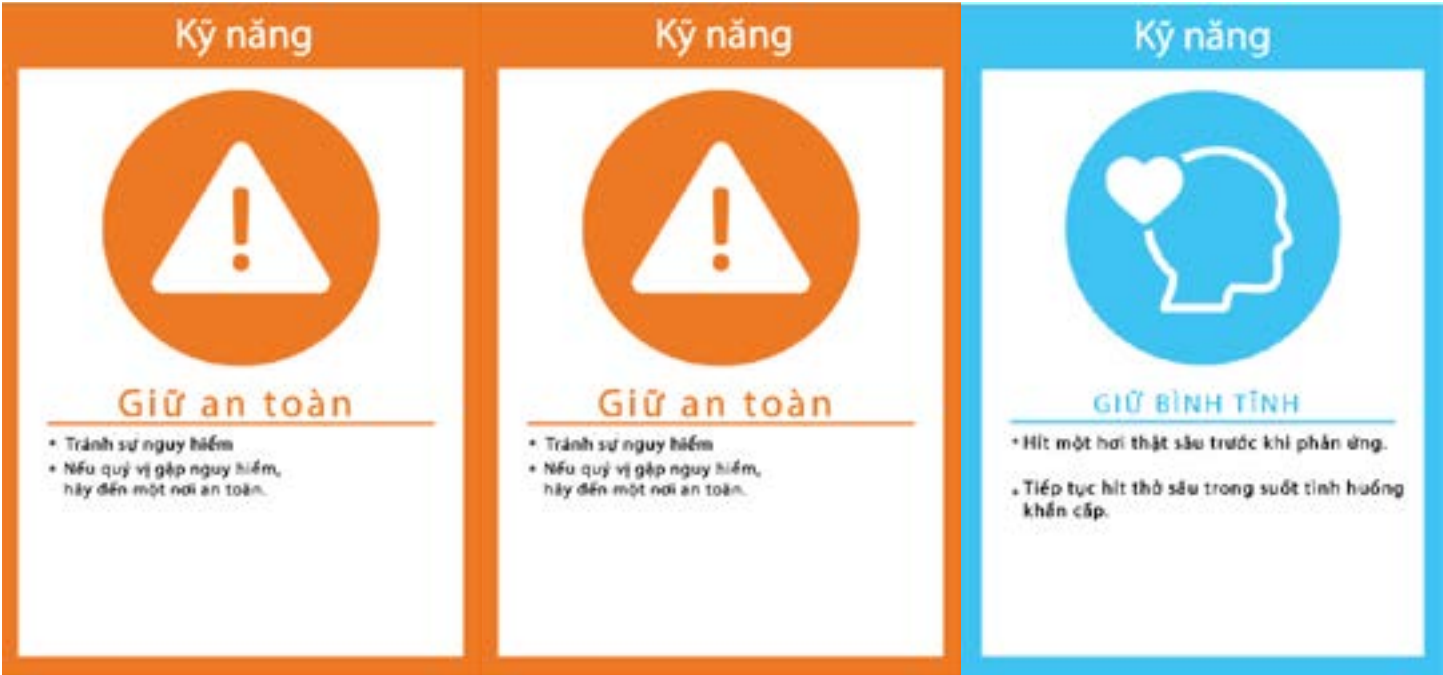 Kỹ năng
Giữ an toàn
• Tránh sự nguy hiểm
• Nếu quý vị gặp nguy hiểm,
hãy đến một nơi an toàn.
Kỹ năng
Giữ an toàn
• Tránh sự nguy hiểm
• Nếu quý vị gặp nguy hiểm,
hãy đến một nơi an toàn.
Kỹ năng
GIỮ BÌNH TĨNH
• Hít một hơi thật sâu trước khi phản ứng.
• Tiếp tục hít thở sâu trong suốt tình huống
khẩn cấp.